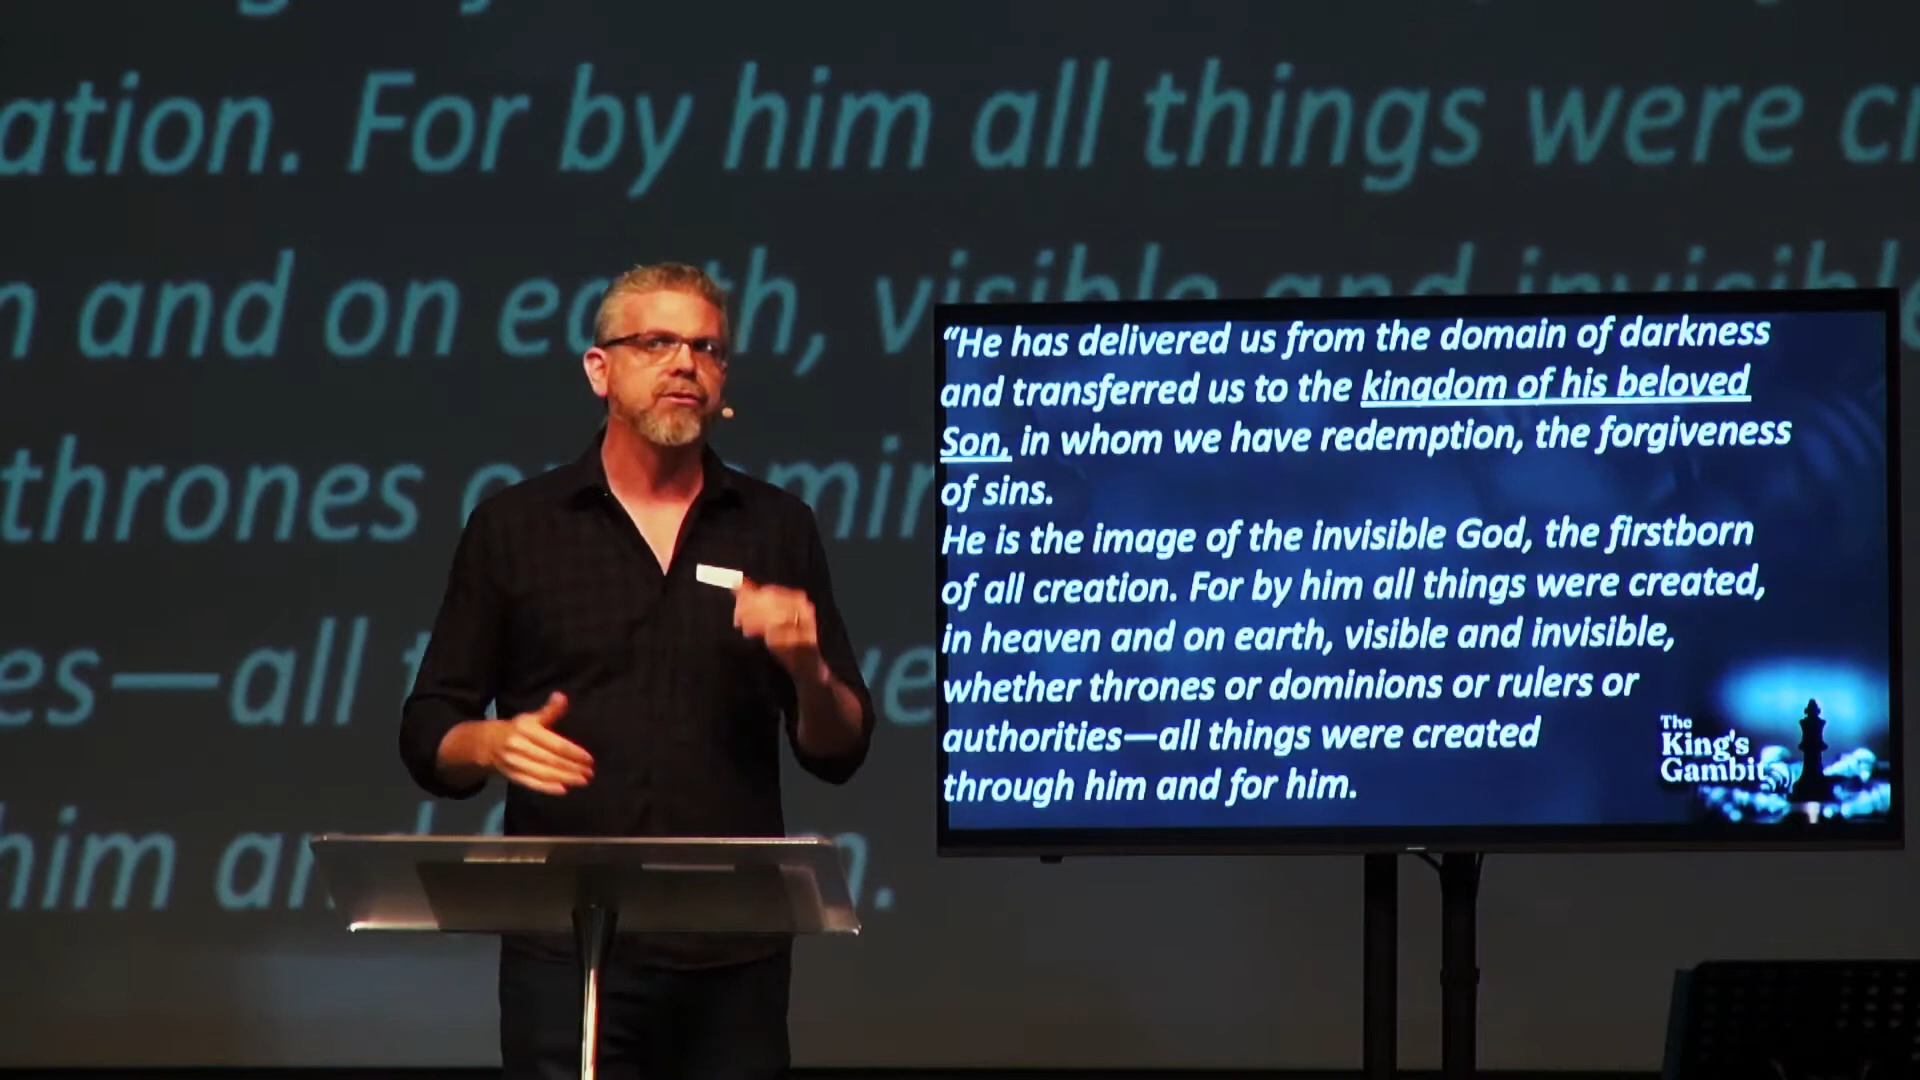 ation. For by him all things were
and on earth, visible and invisible
thrones
es—all
him
“He has delivered us from the domain of darkness
and transferred us to the kingdom of his beloved
Son, in whom we have redemption, the forgiveness
of sins.
He is the image of the invisible God, the firstborn
of all creation. For by him all things were created,
in heaven and on earth, visible and invisible,
whether thrones or dominions or rulers or
authorities—all things were created
through him and for him.
The
King's
Gambit